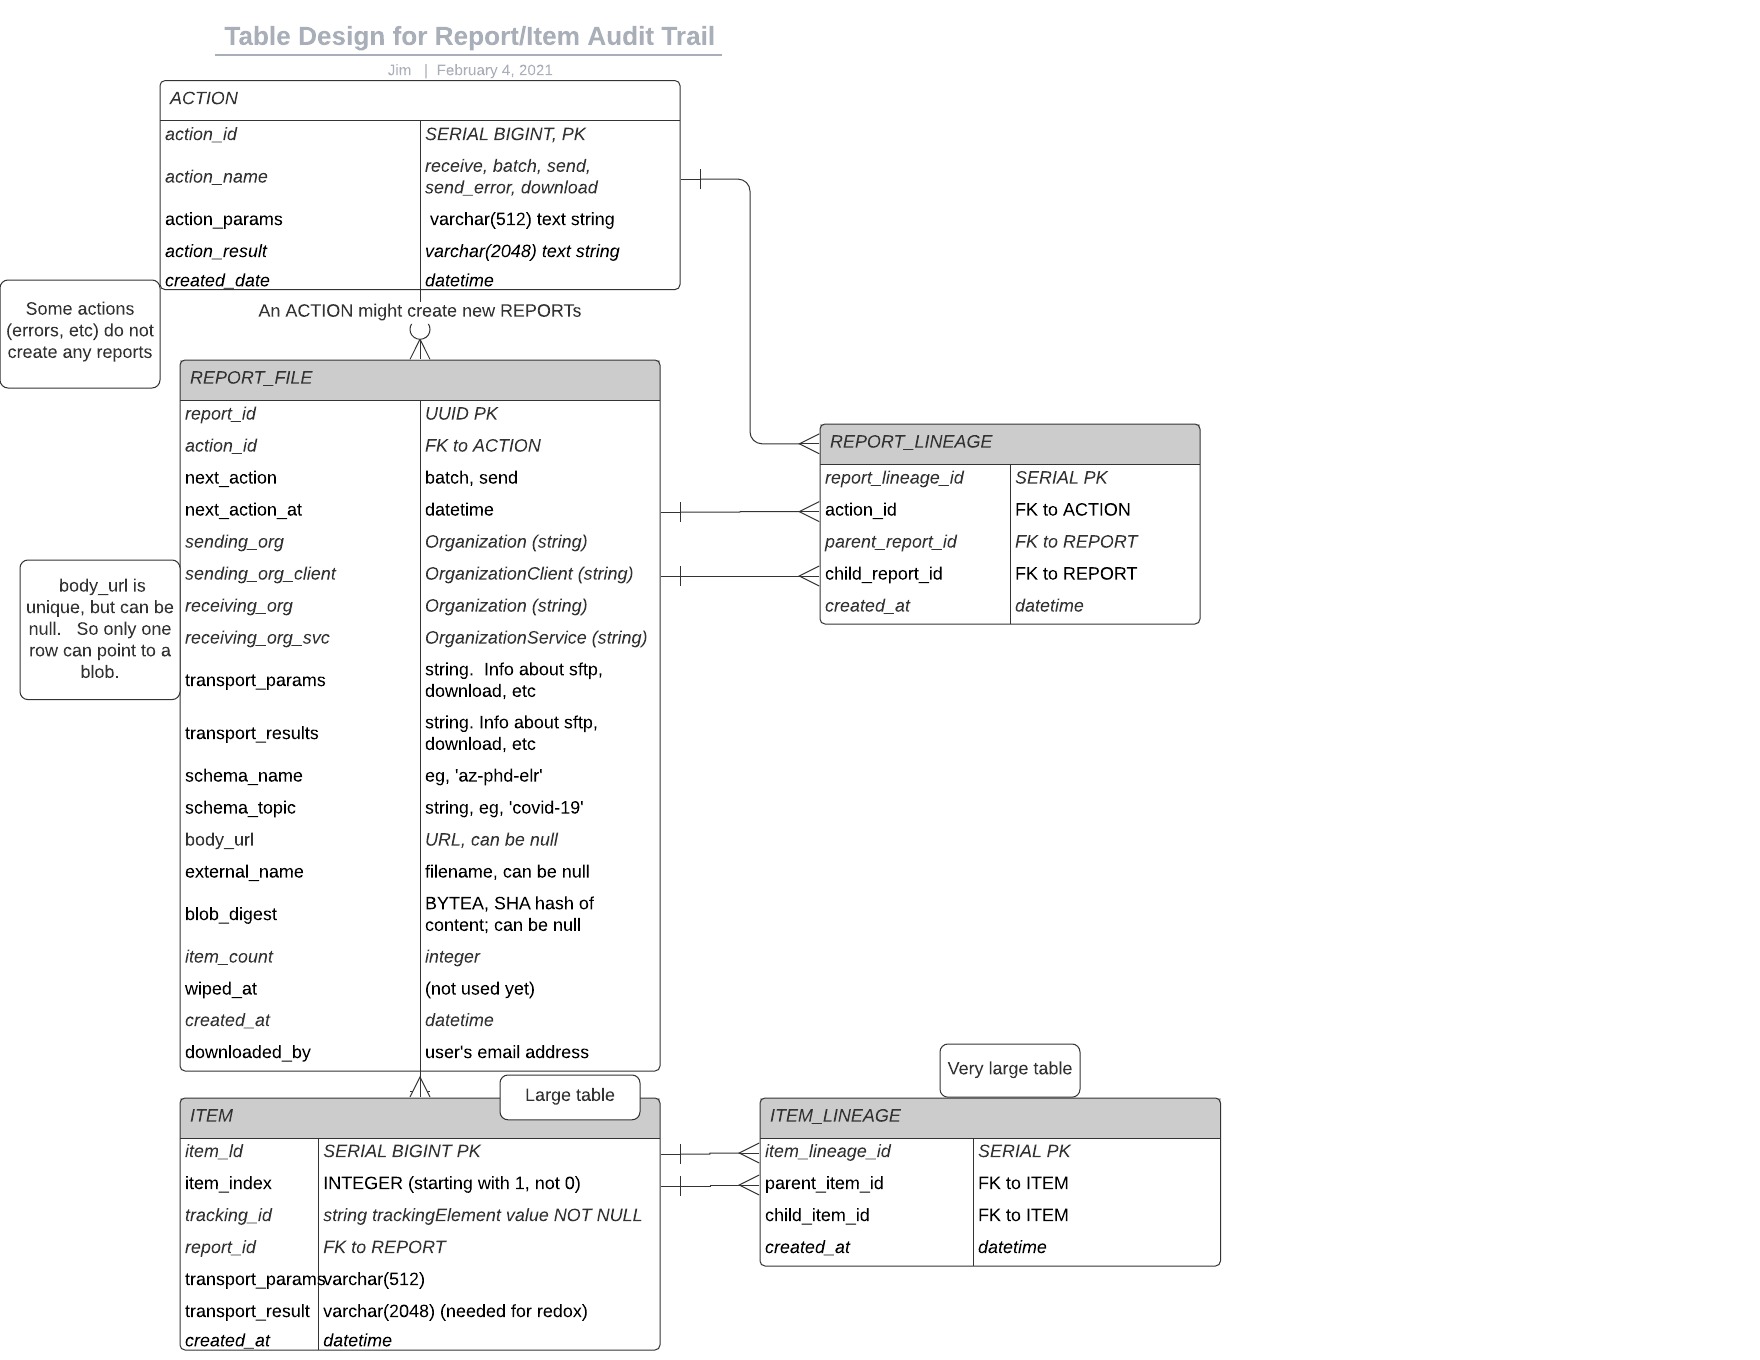 Table Design for Report/Item Audit Trail
Jim | February 4, 2021
ACTION
action_id SERIAL BIGINT, PK
action_name receive, batch, send,
send_error, download
action_params varchar(512) text string
action_result varchar(2048) text string
created_date datetime
Some actions
(errors, etc) do not
create any reports
An ACTION might create new REPORTs
REPORT_FILE
report_id UUID PK
action_id FK to ACTION
next_action batch, send
next_action_at datetime
sending_org Organization (string)
sending_org_client OrganizationClient (string)
receiving_org Organization (string)
receiving_org_svc OrganizationService (string)
transport_params string. Info about sftp,
download, etc
transport_results string. Info about sftp,
download, etc
schema_name eg, 'az-phd-elr'
schema_topic string, eg, 'covid-19'
body_url URL, can be null
external_name filename, can be null
blob_digest BYTEA, SHA hash of
content; can be null
item_count integer
wiped_at (not used yet)
created_at datetime
downloaded_by user's email address
body_url is
unique, but can be
null. So only one
row can point to a
blob.
REPORT_LINEAGE
report_lineage_id SERIAL PK
action_id FK to ACTION
parent_report_id FK to REPORT
child_report_id FK to REPORT
created_at datetime
Large table
ITEM
item_Id SERIAL BIGINT PK
item_index INTEGER (starting with 1, not 0)
tracking_id string trackingElement value NOT NULL
report_id FK to REPORT
transport_params varchar(512)
transport_result varchar(2048) (needed for redox)
created_at datetime
Very large table
ITEM_LINEAGE
item_lineage_id SERIAL PK
parent_item_id FK to ITEM
child_item_id FK to ITEM
created_at datetime